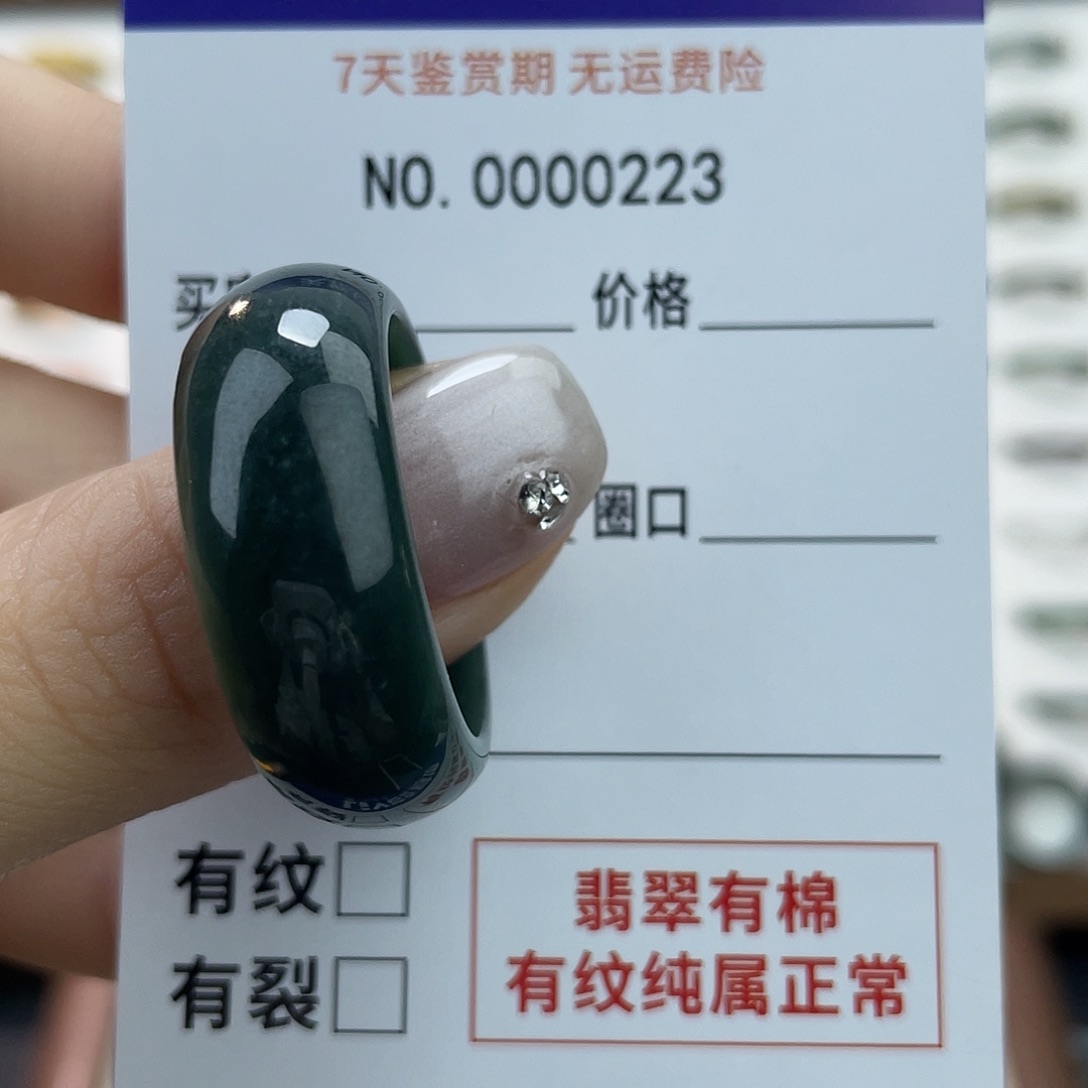 7天鉴赏期 无运费险
NO. 0000223
买 价格
圈口
有纹
有裂
翡翠有棉
有纹纯属正常